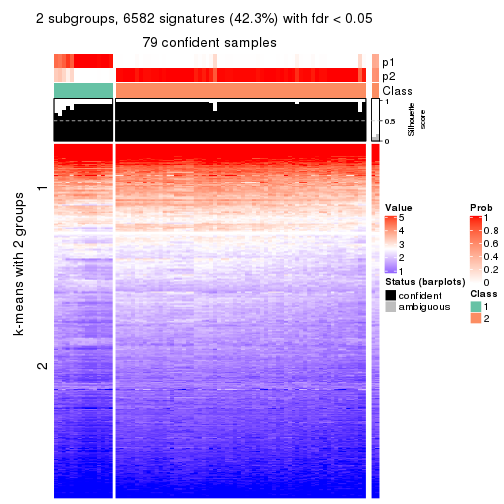 2 subgroups, 6582 signatures (42.3%) with fdr < 0.05
79 confident samples
p1
p2
Class
1
0.5
0
Silhouette
score
k-means with 2 groups
1
2
Value
5
4
3
2
1
Status (barplots)
confident
ambiguous
Prob
1
0.8
0.6
0.4
0.2
0
Class
1
2